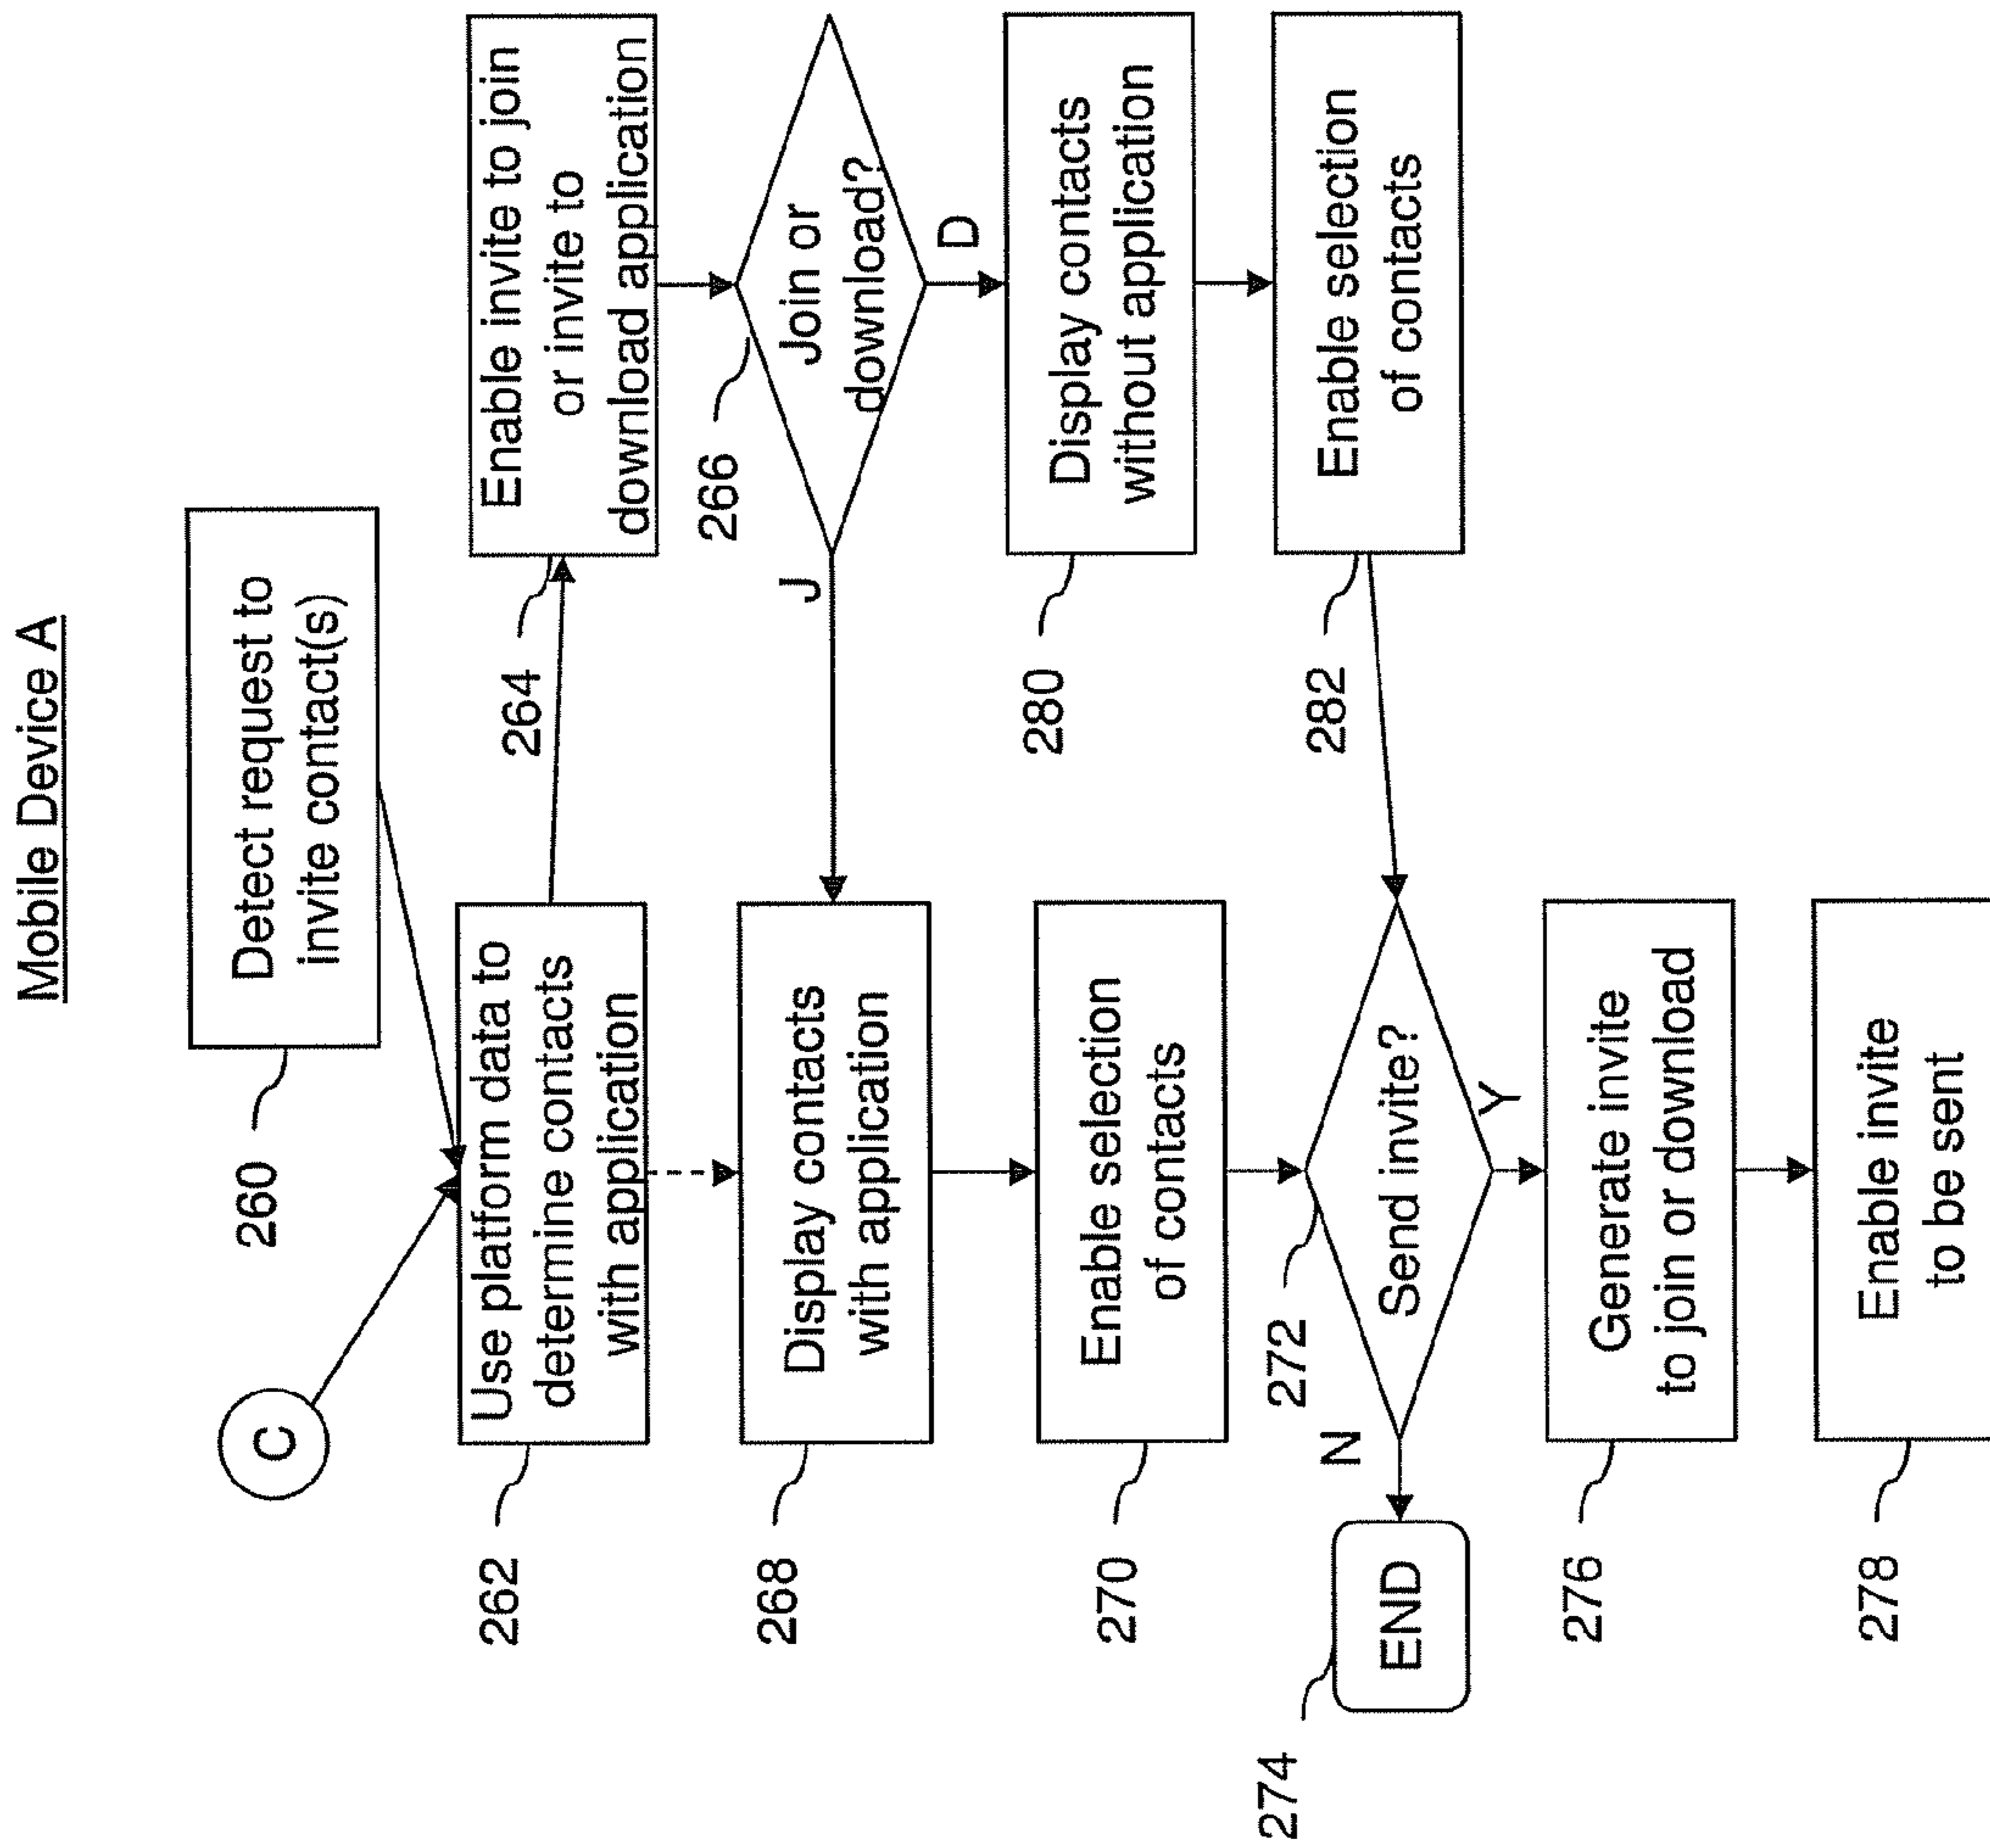 Mobile Device A
C
260
Detect request to
invite contact(s)
262
Use platform data to
determine contacts
with application
264
Enable invite to join
or invite to
download application
266
Join or
download?
J
D
268
Display contacts
with application
280
Display contacts
without application
270
Enable selection
of contacts
282
Enable selection
of contacts
272
Send invite?
N
Y
274
END
276
Generate invite
to join or download
278
Enable invite
to be sent